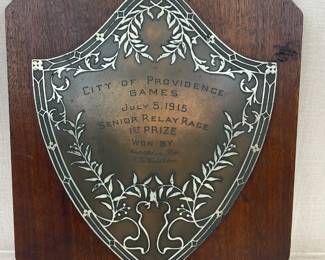 CITY OF PROVIDENCE
GAMES
JULY 5, 1915
SENIOR RELAY RACE
1ST PRIZE
WON BY